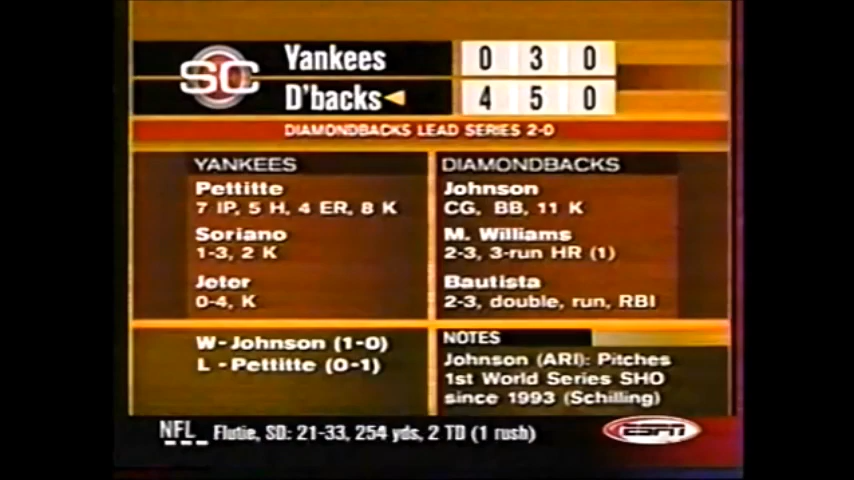 SC
Yankees 0 3 0
D'backs 4 5 0
DIAMONDBACKS LEAD SERIES 2-0
YANKEES
Pettitte
7 IP, 5 H, 4 ER, 8 K
Soriano
1-3, 2 K
Jeter
0-4, K
DIAMONDBACKS
Johnson
CG, BB, 11 K
M. Williams
2-3, 3-run HR (1)
Bautista
2-3, double, run, RBI
W-Johnson (1-0)
L-Pettitte (0-1)
NOTES
Johnson (ARI): Pitches
1st World Series SHO
since 1993 (Schilling)
NFL Flutie, SD: 21-33, 254 yds, 2 TD (1 rush)
ESPN